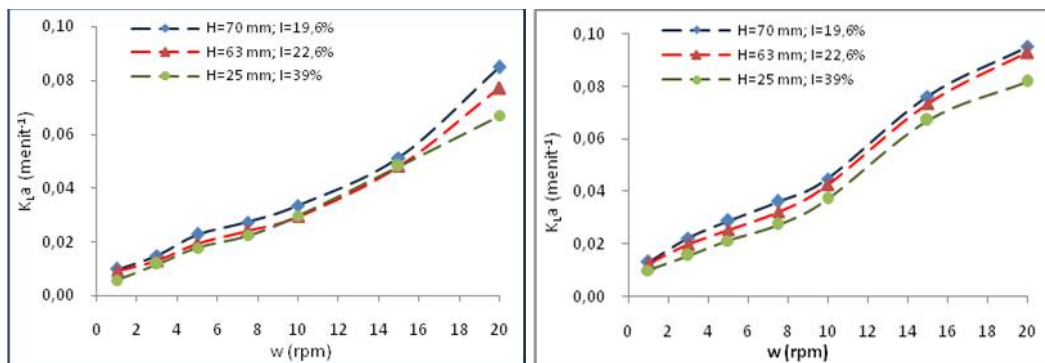 0,10
0,08
0,06
0,04
0,02
0,00
K_La (menit⁻¹)
H=70 mm; I=19,6%
H=63 mm; I=22,6%
H=25 mm; I=39%
0 2 4 6 8 10 12 14 16 18 20
w (rpm)
0,10
0,08
0,06
0,04
0,02
0,00
K_La (menit⁻¹)
H=70 mm; I=19,6%
H=63 mm; I=22,6%
H=25 mm; I=39%
0 2 4 6 8 10 12 14 16 18 20
w (rpm)